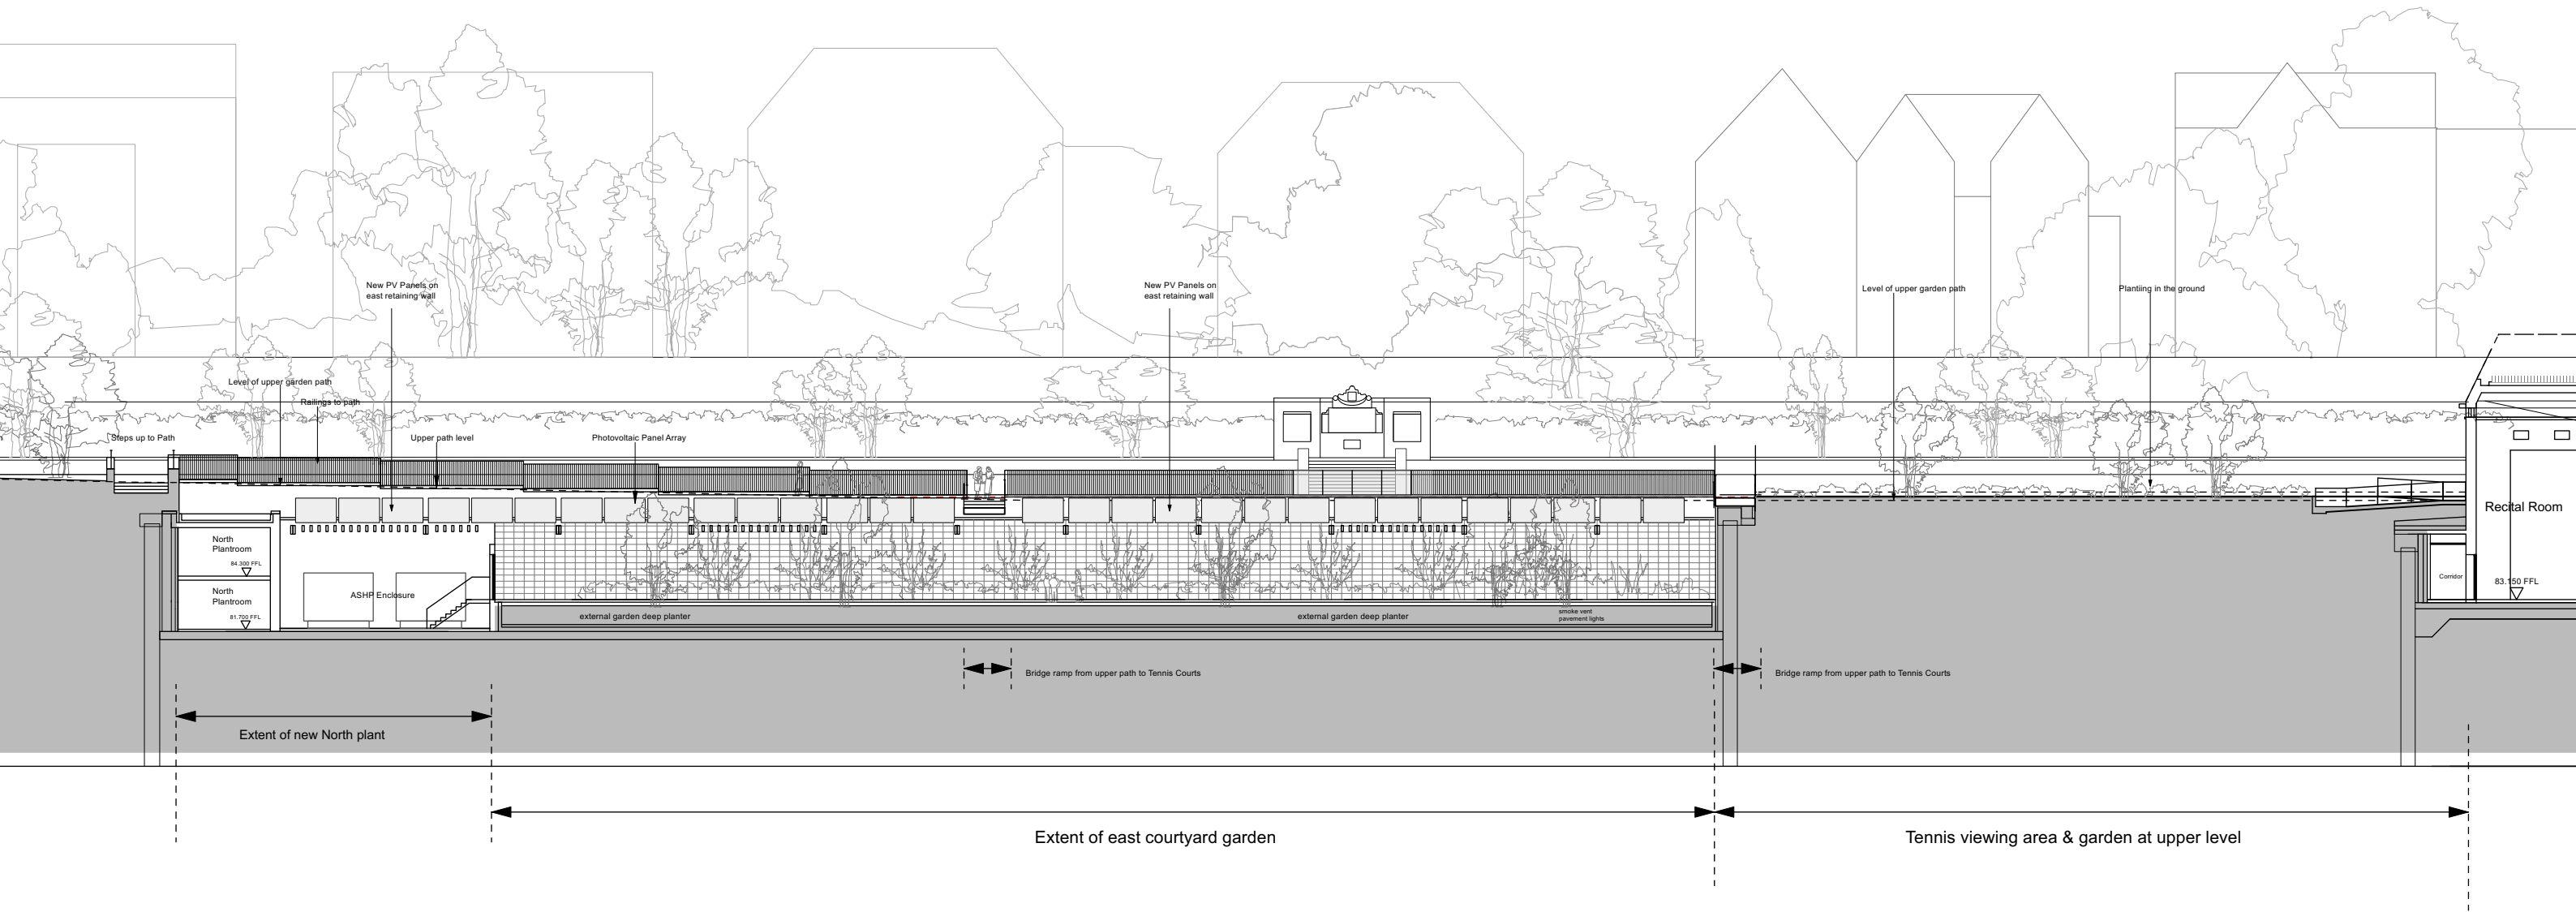 New PV Panels on
east retaining wall
New PV Panels on
east retaining wall
Level of upper garden path
Plantiing in the ground
Level of upper garden path
Railings to path
Steps up to Path
Upper path level
Photovoltaic Panel Array
Recital Room
North
Plantroom
84.300 FFL
North
Plantroom
81.700 FFL
ASHP Enclosure
Corridor
83.150 FFL
external garden deep planter
external garden deep planter
smoke vent
pavement lights
Bridge ramp from upper path to Tennis Courts
Bridge ramp from upper path to Tennis Courts
Extent of new North plant
Extent of east courtyard garden
Tennis viewing area & garden at upper level